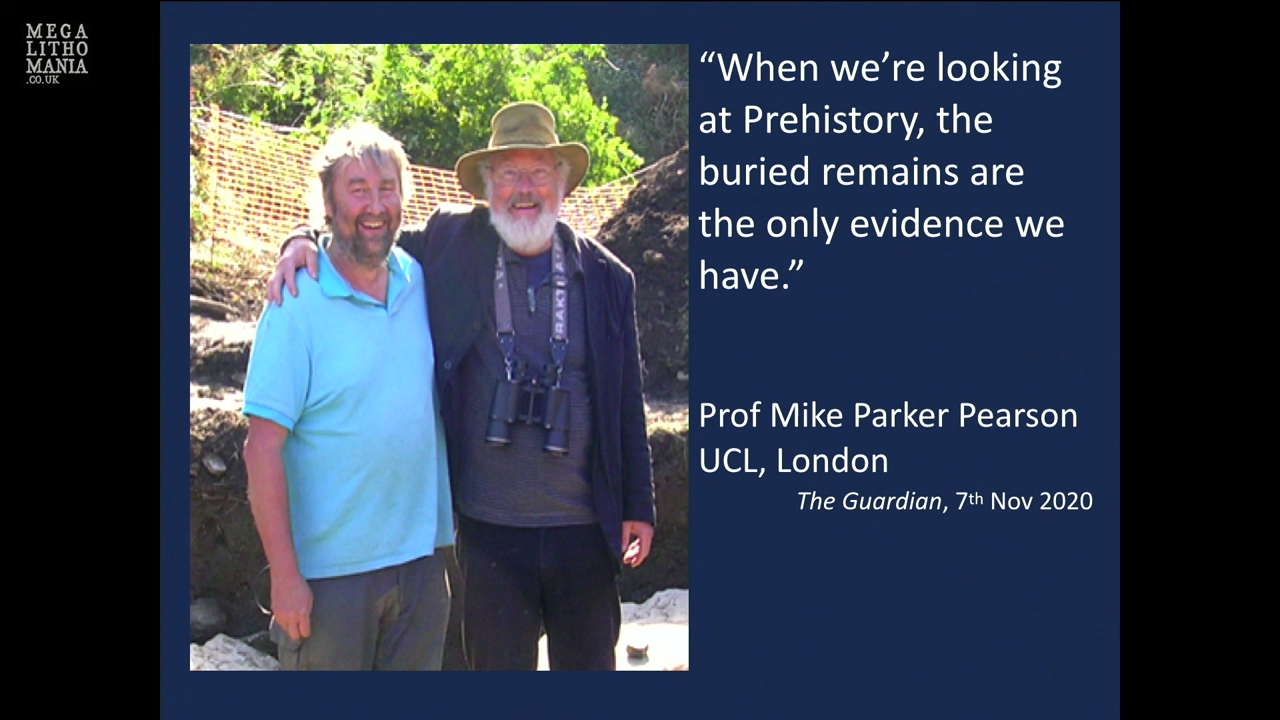 MEGA
LITHO
MANIA
.CO.UK
“When we’re looking
at Prehistory, the
buried remains are
the only evidence we
have.”
Prof Mike Parker Pearson
UCL, London
The Guardian, 7th Nov 2020